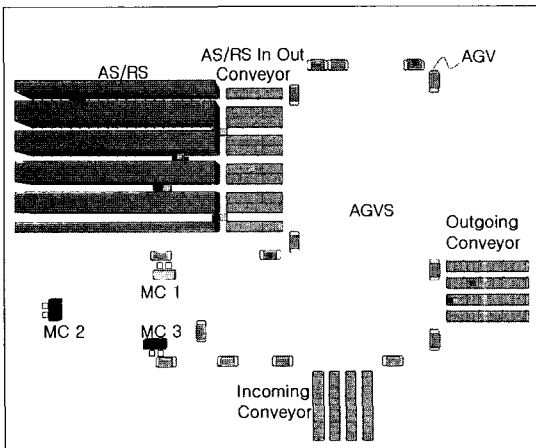 AS/RS In Out
Conveyor
AGV
AS/RS
AGVS
Outgoing
Conveyor
MC 1
MC 2
MC 3
Incoming
Conveyor